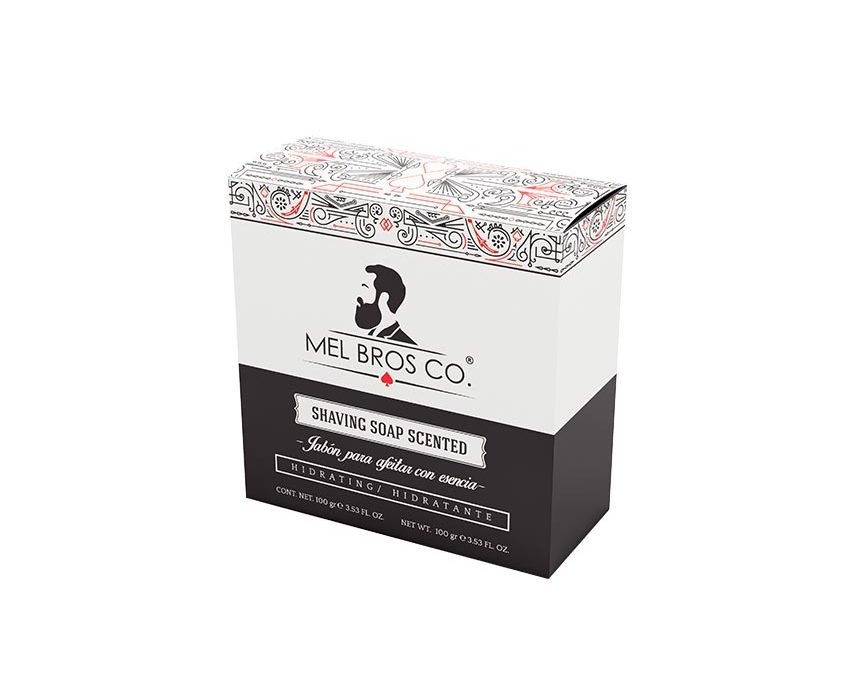 MEL BROS CO.®
SHAVING SOAP SCENTED
-Jabón para afeitar con esencia-
HIDRATING/ HIDRATANTE
CONT. NET. 100 gr ℮ 3.53 FL. OZ. NET WT. 100 gr ℮ 3.53 FL. OZ.